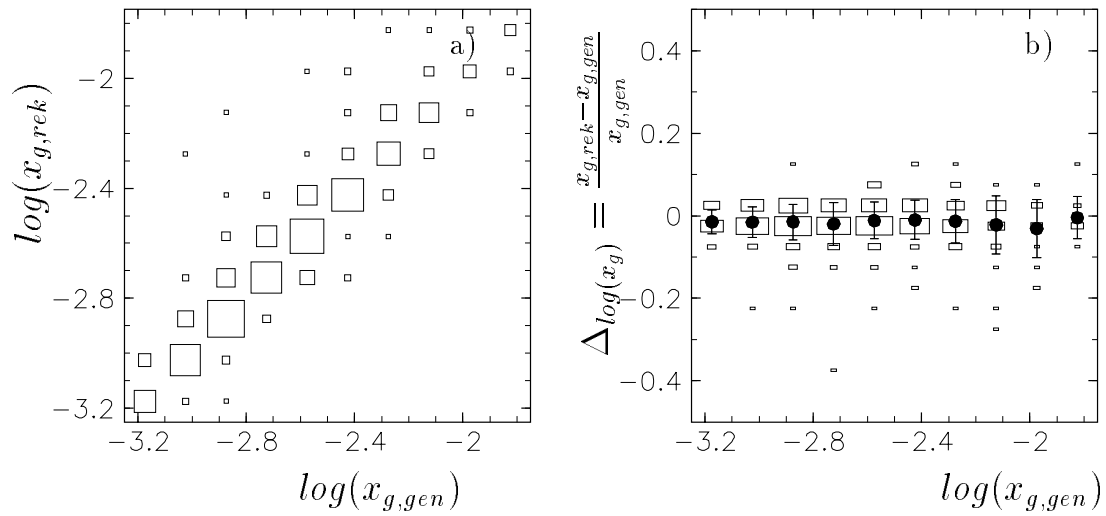 a)
log(x_{g,rek})
−2
−2.4
−2.8
−3.2
−3.2 −2.8 −2.4 −2
log(x_{g,gen})
b)
Δ_{log(x_g)} = \frac{x_{g,rek}−x_{g,gen}}{x_{g,gen}}
0.4
0.2
0
−0.2
−0.4
−3.2 −2.8 −2.4 −2
log(x_{g,gen})